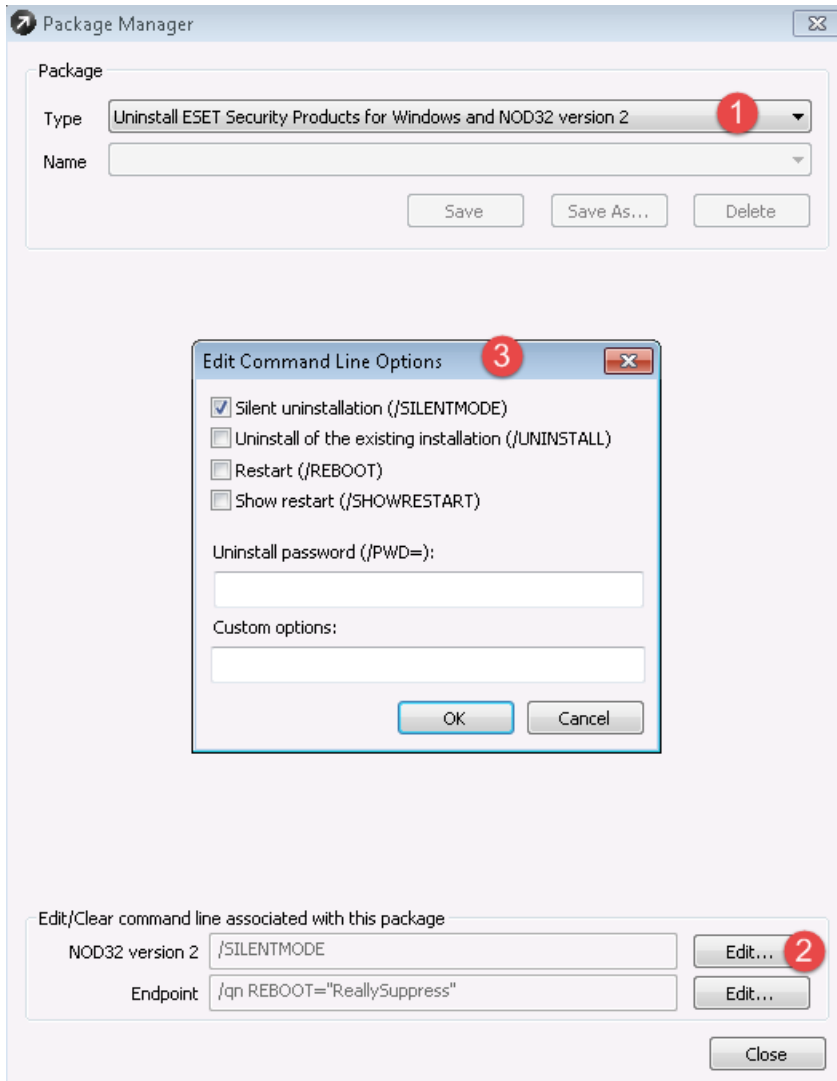 Package Manager
Package
Type Uninstall ESET Security Products for Windows and NOD32 version 2 1
Name
Save Save As... Delete
Edit Command Line Options 3
Silent uninstallation (/SILENTMODE)
Uninstall of the existing installation (/UNINSTALL)
Restart (/REBOOT)
Show restart (/SHOWRESTART)
Uninstall password (/PWD=):
Custom options:
OK Cancel
Edit/Clear command line associated with this package
NOD32 version 2 /SILENTMODE Edit... 2
Endpoint /qn REBOOT="ReallySuppress" Edit...
Close